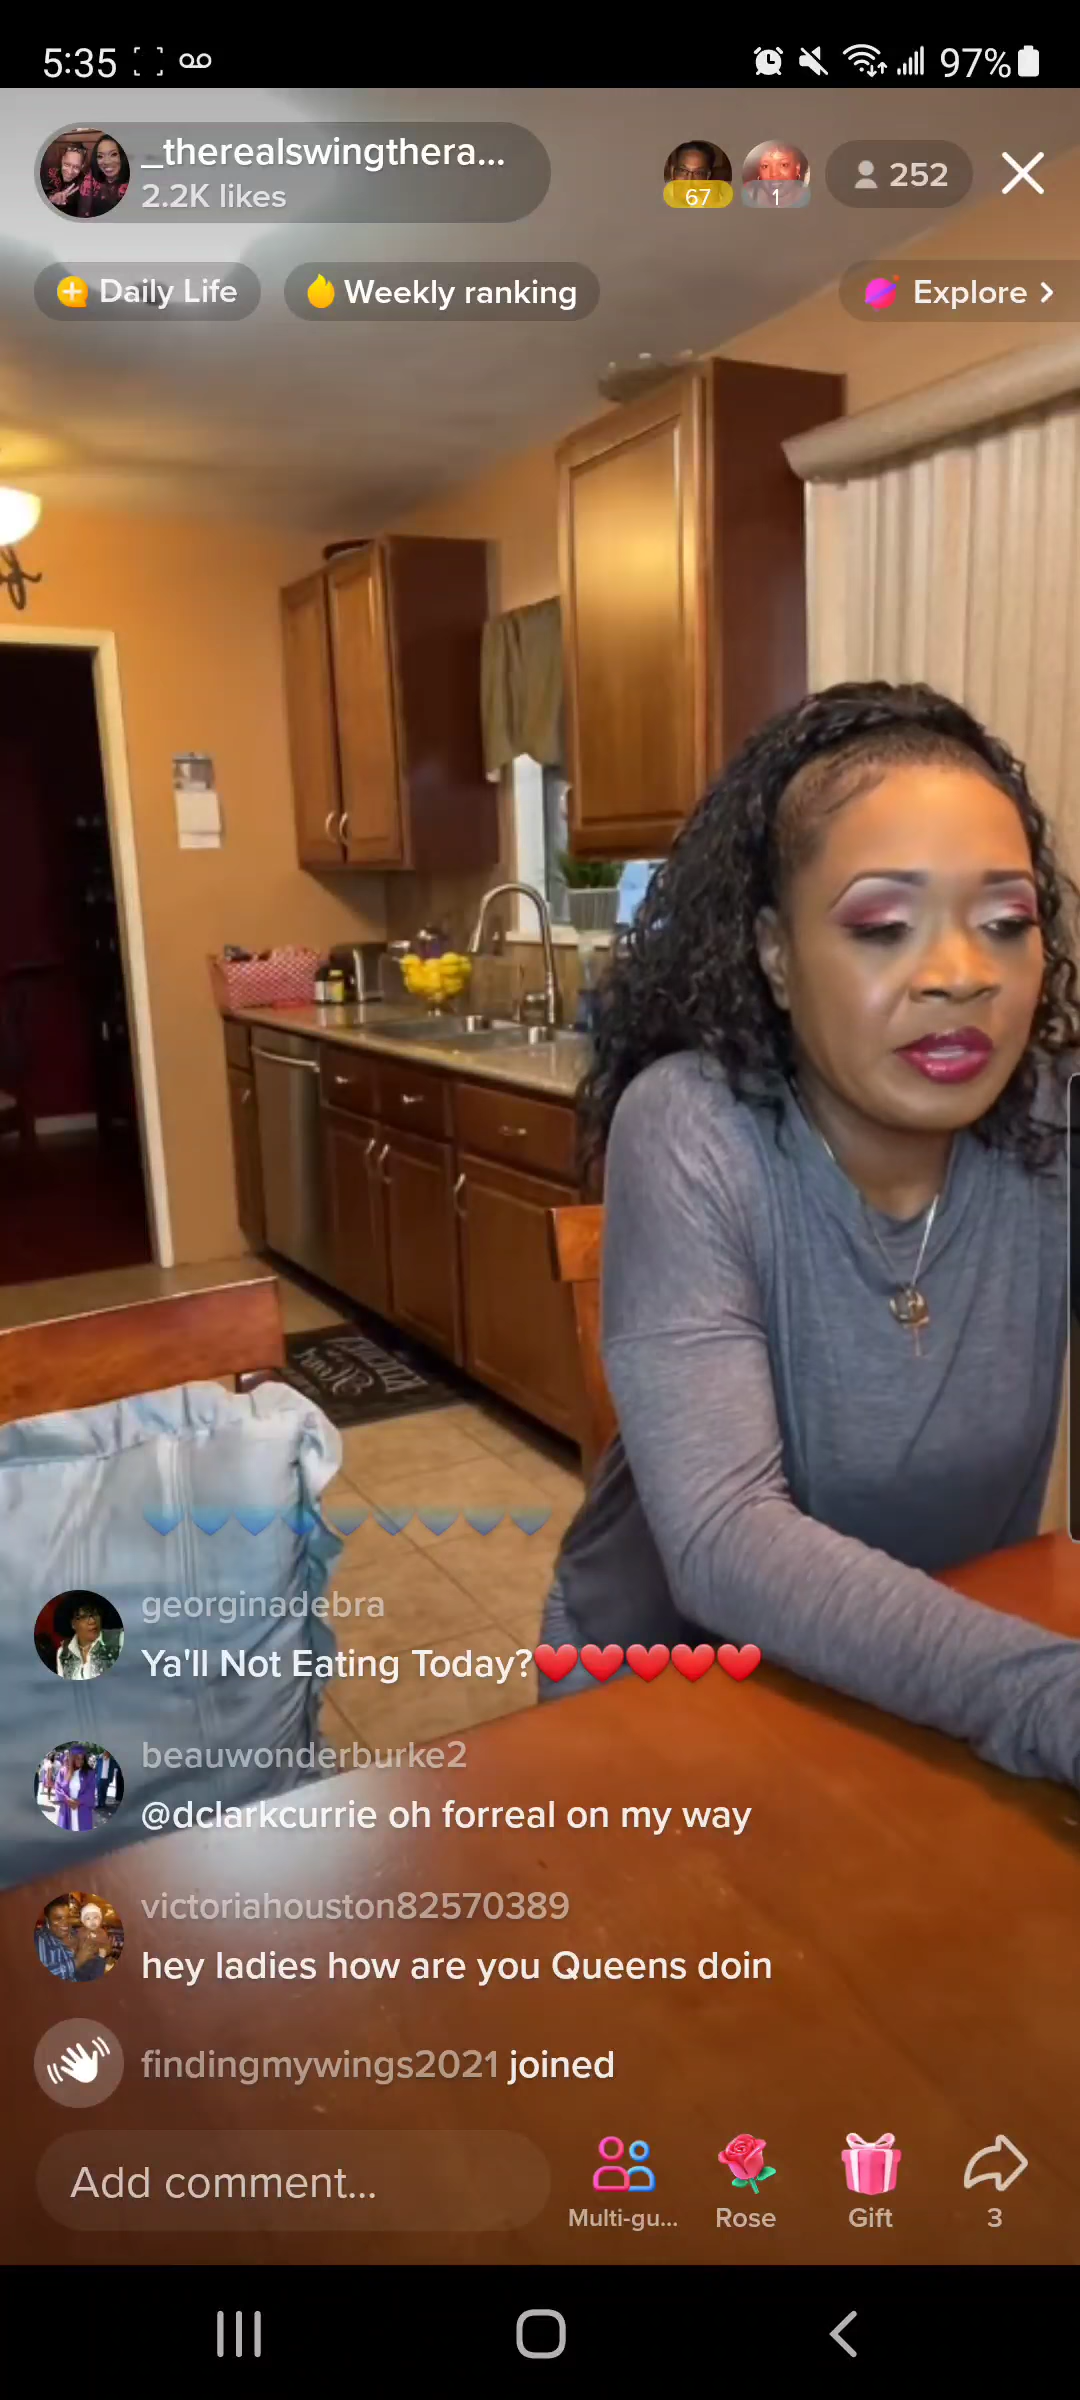 5:35 97%
_therealswingthera...
2.2K likes
67
1
252
Daily Life
Weekly ranking
Explore
georginadebra
Ya'll Not Eating Today?❤️❤️❤️❤️❤️
beauwonderburke2
@dclarkcurrie oh forreal on my way
victoriahouston82570389
hey ladies how are you Queens doin
findingmywings2021 joined
Add comment...
Multi-gu...
Rose
Gift
3